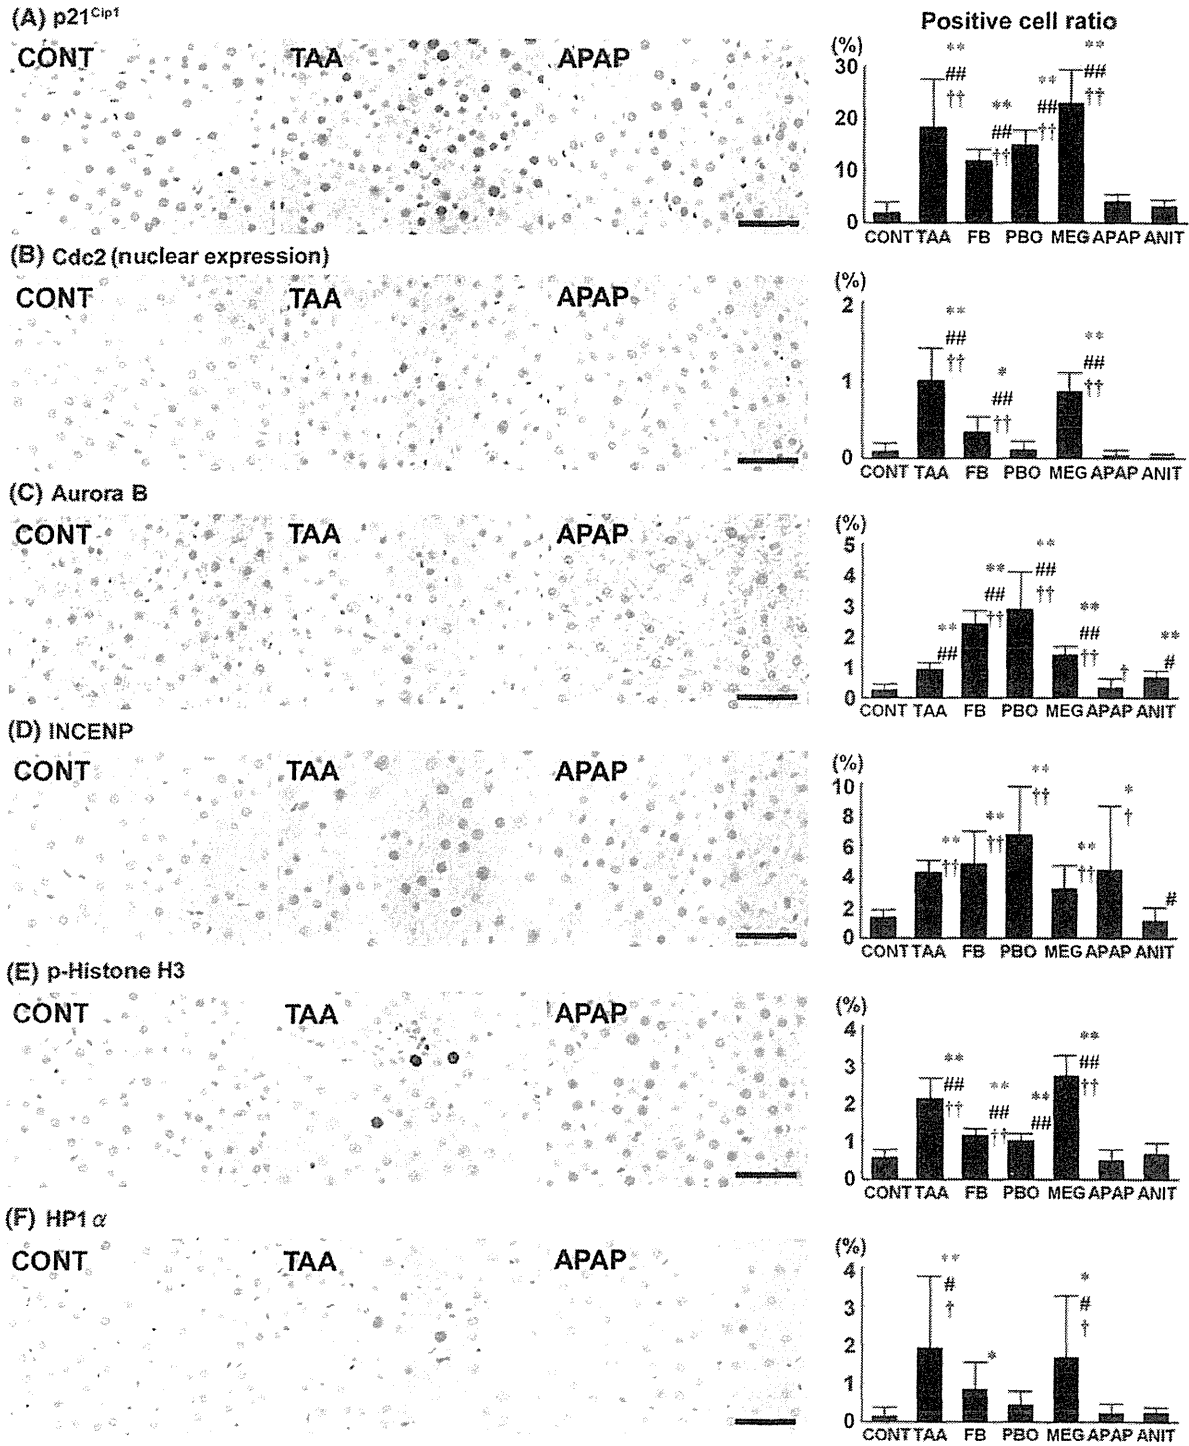 (A) p21Cip1
Positive cell ratio
CONT TAA APAP
(%)
30
20
10
0
** ## ††
** ## ††
** ## ††
** ## ††
CONT TAA FB PBO MEG APAP ANIT
(B) Cdc2 (nuclear expression)
CONT TAA APAP
(%)
2
1
0
** ## ††
* ## ††
** ## ††
CONT TAA FB PBO MEG APAP ANIT
(C) Aurora B
CONT TAA APAP
(%)
5
4
3
2
1
0
** ##
** ## ††
** ## ††
** ## ††
†
** #
CONT TAA FB PBO MEG APAP ANIT
(D) INCENP
CONT TAA APAP
(%)
10
8
6
4
2
0
** ††
** ††
** ††
** ††
* †
#
CONT TAA FB PBO MEG APAP ANIT
(E) p-Histone H3
CONT TAA APAP
(%)
4
3
2
1
0
** ## ††
** ## ††
** ##
** ## ††
CONT TAA FB PBO MEG APAP ANIT
(F) HP1 α
CONT TAA APAP
(%)
4
3
2
1
0
** # †
*
* # †
CONT TAA FB PBO MEG APAP ANIT